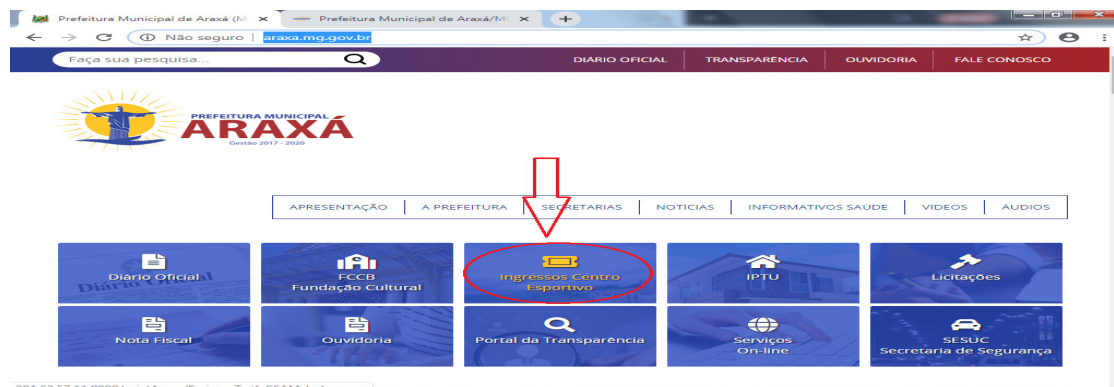 Prefeitura Municipal de Araxá (M
Prefeitura Municipal de Araxá/M
Não seguro | araxa.mg.gov.br
Faça sua pesquisa...
DIÁRIO OFICIAL
TRANSPARÊNCIA
OUVIDORIA
FALE CONOSCO
PREFEITURA MUNICIPAL
ARAXÁ
Gestão 2017 - 2020
APRESENTAÇÃO
A PREFEITURA
SECRETARIAS
NOTÍCIAS
INFORMATIVOS SAÚDE
VIDEOS
AUDIOS
Diário Oficial
FCCB
Fundação Cultural
Ingressos Centro
Esportivo
IPTU
Licitações
Nota Fiscal
Ouvidoria
Portal da Transparência
Serviços
On-line
SESUC
Secretaria de Segurança